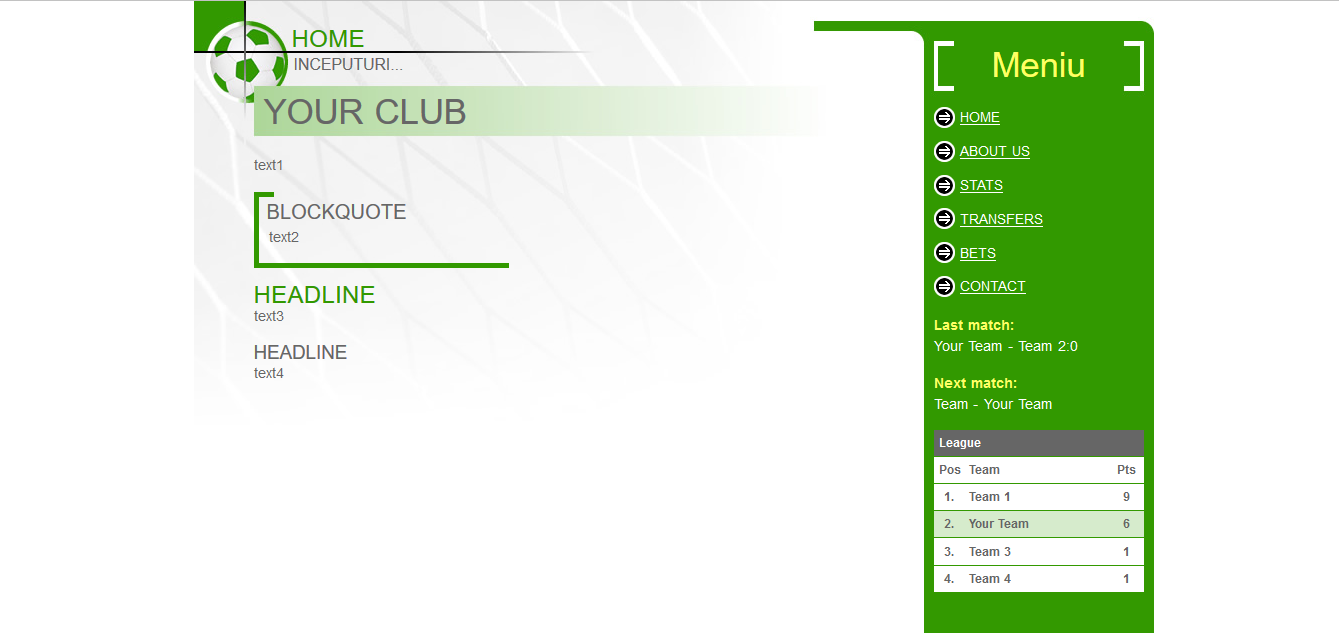 HOME
INCEPUTURI...
YOUR CLUB
text1
BLOCKQUOTE
text2
HEADLINE
text3
HEADLINE
text4
Meniu
HOME
ABOUT US
STATS
TRANSFERS
BETS
CONTACT
Last match:
Your Team - Team 2:0
Next match:
Team - Your Team
League
Pos Team Pts
1. Team 1 9
2. Your Team 6
3. Team 3 1
4. Team 4 1